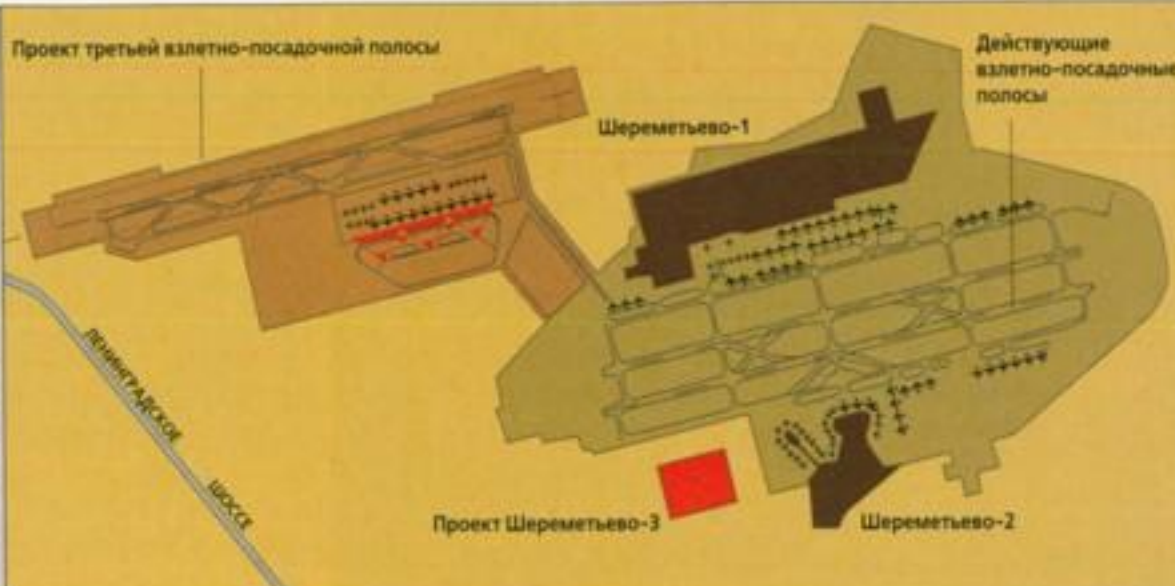 Проект третьей взлетно-посадочной полосы
Действующие
взлетно-посадочные
полосы
Шереметьево-1
ЛЕНИНГРАДСКОЕ
ШОССЕ
Проект Шереметьево-3
Шереметьево-2